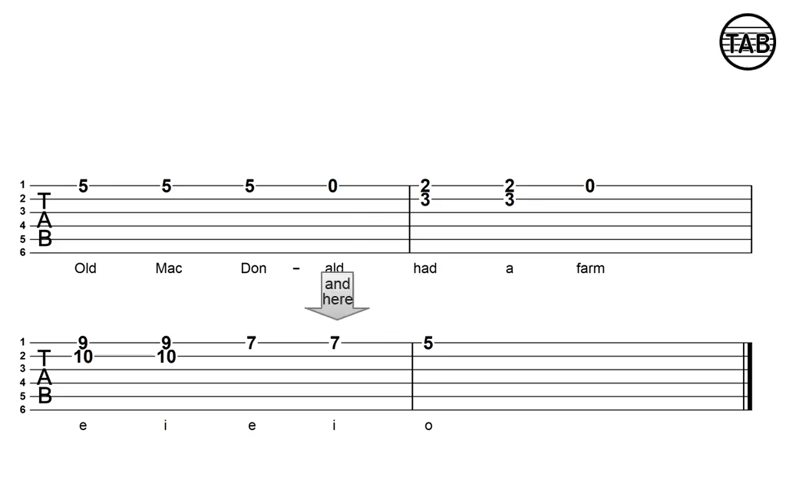 TAB
1 5 5 5 0 2 2 0
2 3 3
3
4
5
6
T
A
B
Old Mac Don - ald had a farm
and
here
1 9 9 7 7 5
2 10 10
3
4
5
6
T
A
B
e i e i o